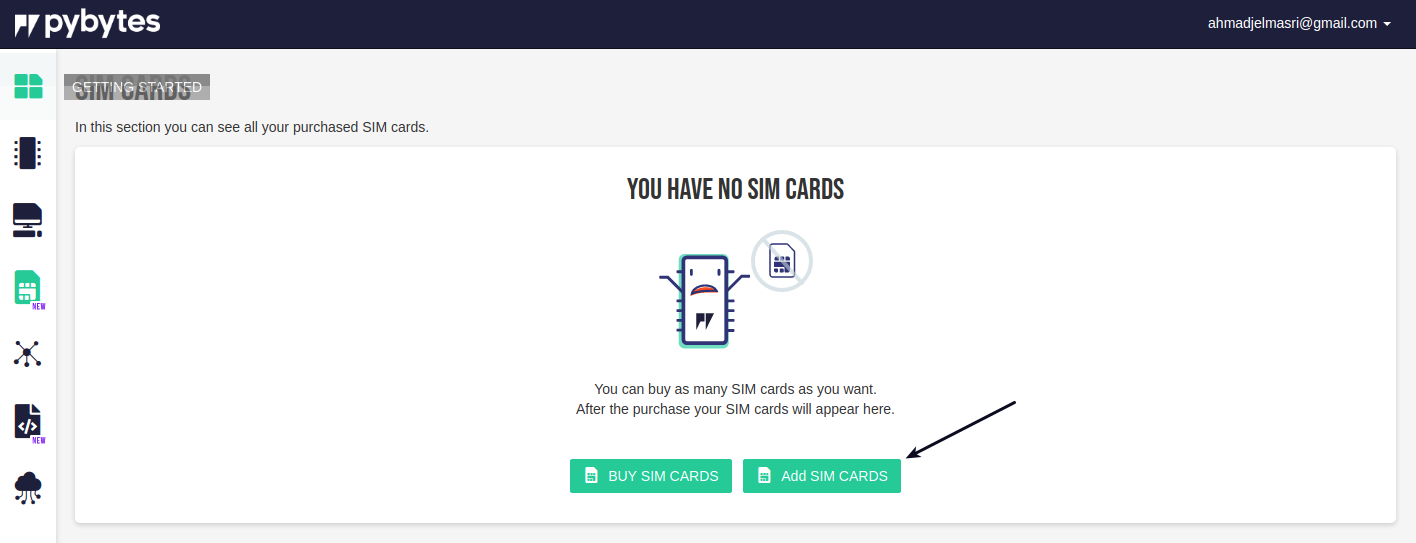 pybytes
ahmadjelmasri@gmail.com
GETTING STARTED
SIM CARDS
In this section you can see all your purchased SIM cards.
YOU HAVE NO SIM CARDS
You can buy as many SIM cards as you want.
After the purchase your SIM cards will appear here.
BUY SIM CARDS
Add SIM CARDS
NEW
NEW